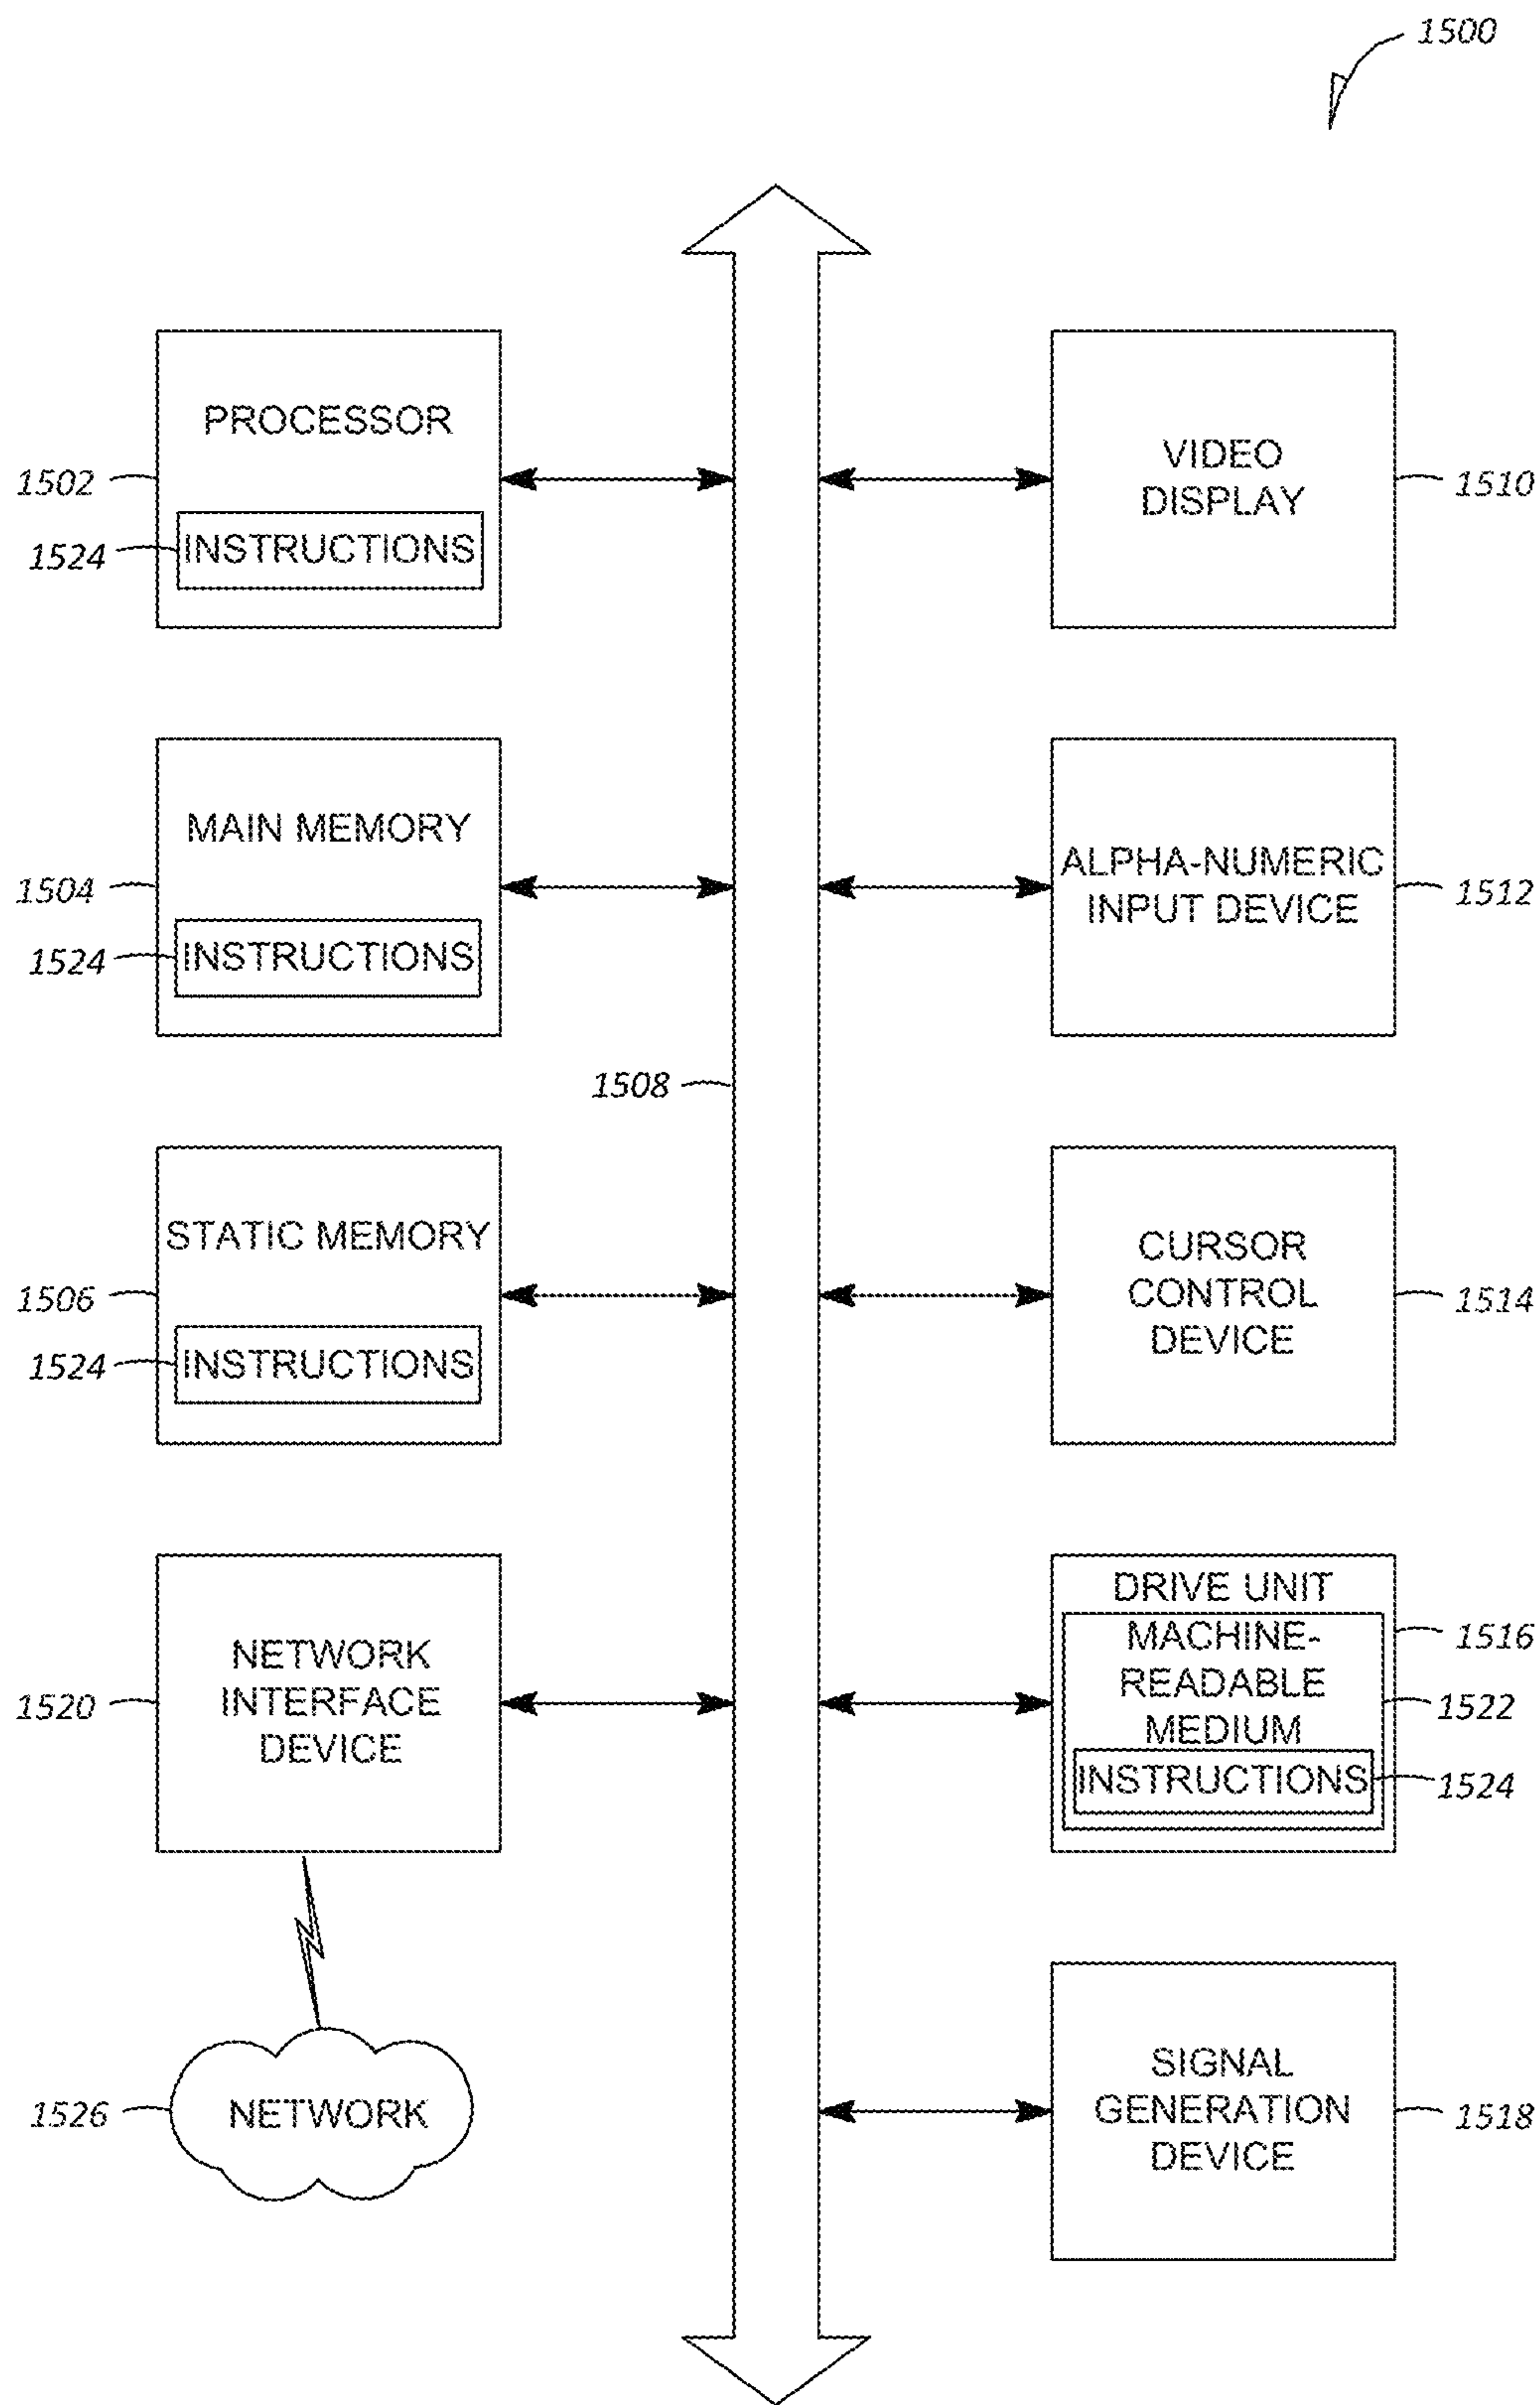 1500
PROCESSOR
1502
1524
INSTRUCTIONS
VIDEO
DISPLAY
1510
MAIN MEMORY
1504
1524
INSTRUCTIONS
ALPHA-NUMERIC
INPUT DEVICE
1512
1508
STATIC MEMORY
1506
1524
INSTRUCTIONS
CURSOR
CONTROL
DEVICE
1514
NETWORK
INTERFACE
DEVICE
1520
DRIVE UNIT
MACHINE-
READABLE
MEDIUM
INSTRUCTIONS
1516
1522
1524
1526
NETWORK
SIGNAL
GENERATION
DEVICE
1518